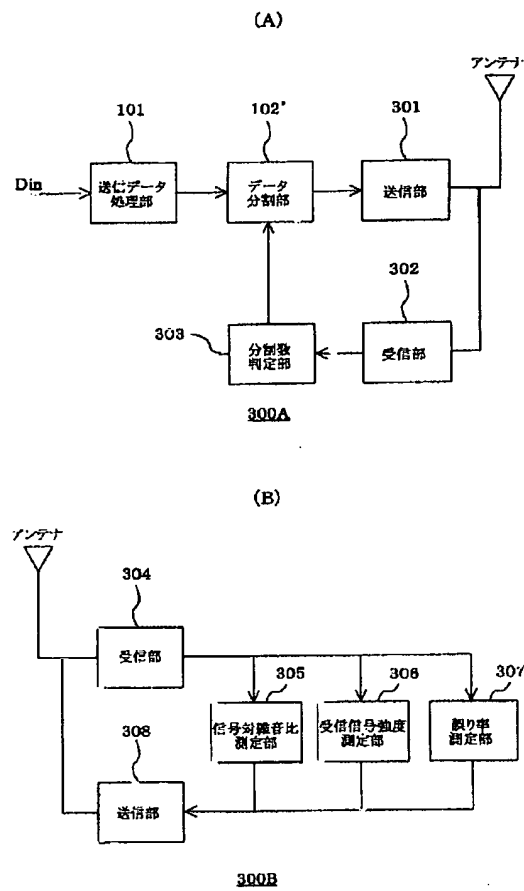 (A)
アンテナ
101
102'
301
Din
送信データ
処理部
データ
分割部
送信部
302
303
分割数
判定部
受信部
300A
(B)
アンテナ
304
受信部
305
306
307
信号対雑音比
測定部
受信信号強度
測定部
誤り率
測定部
308
送信部
300B